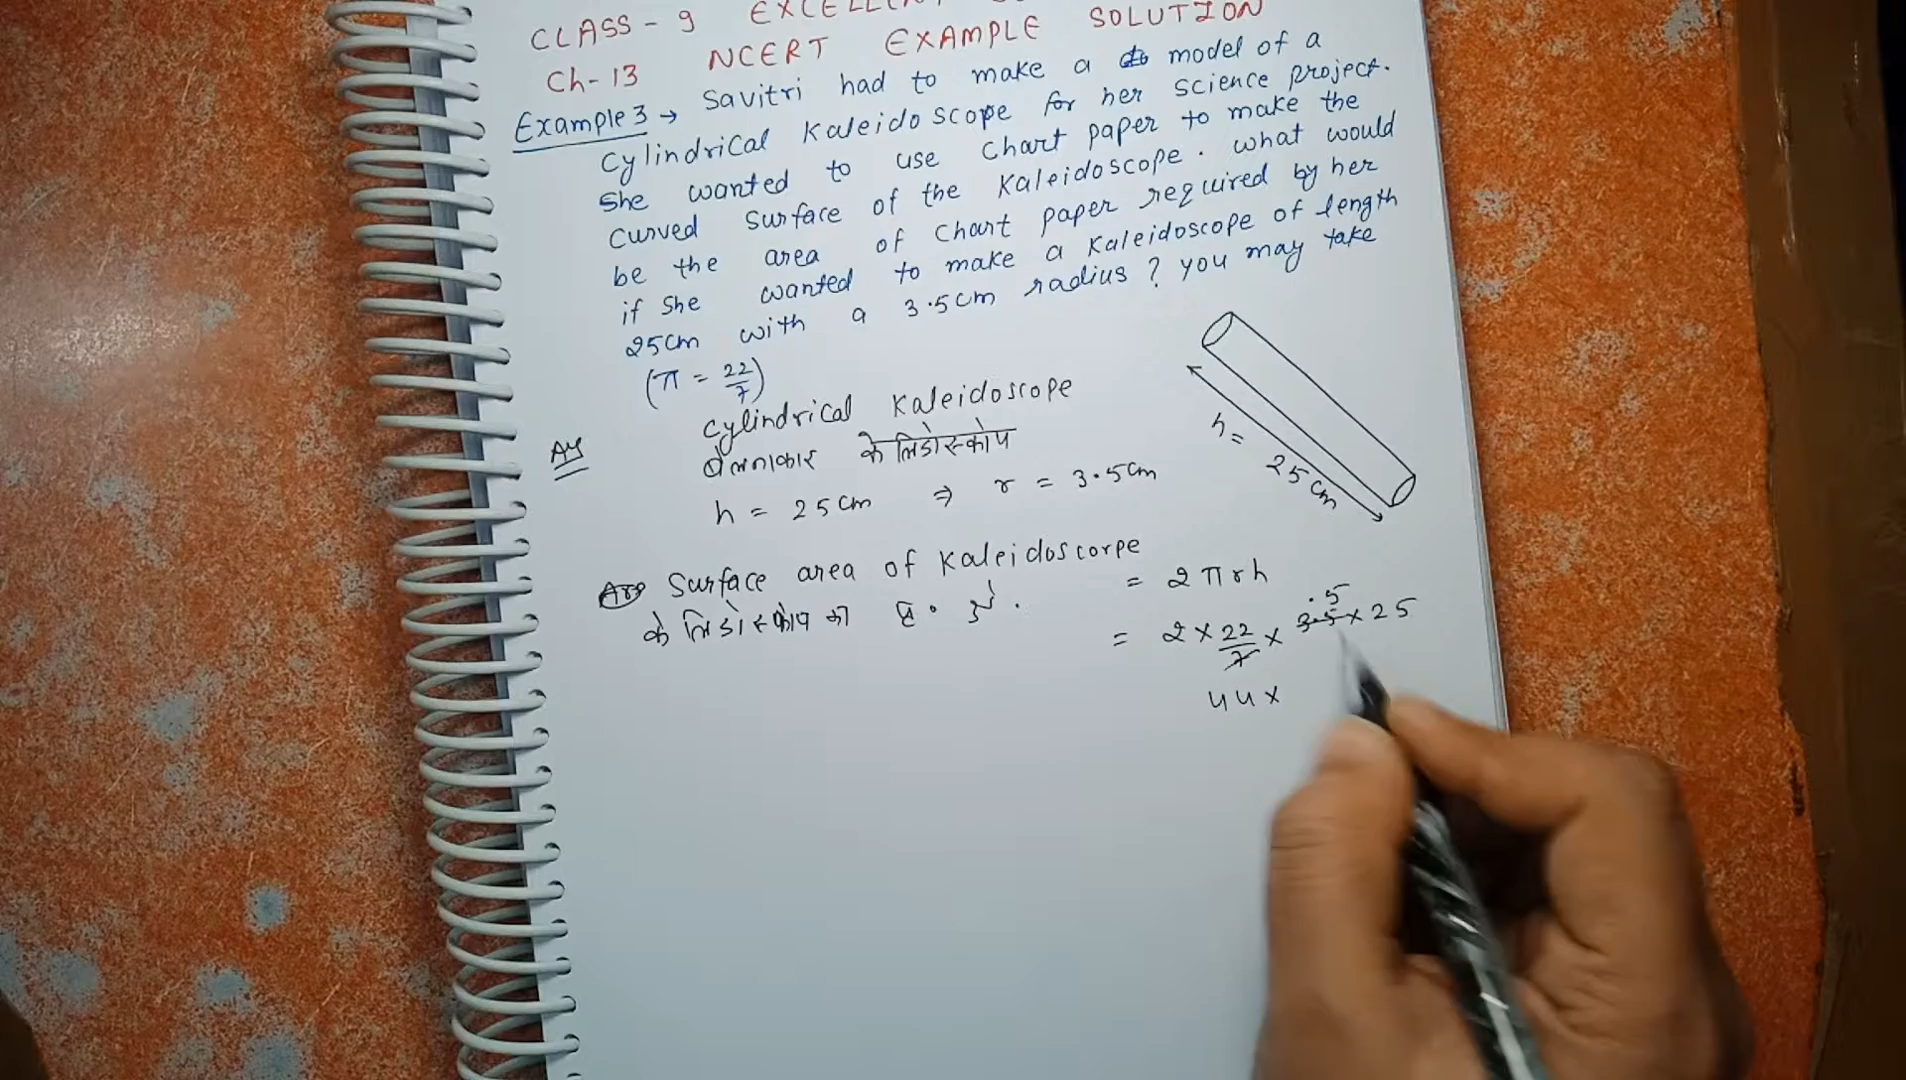 CLASS - 9
Ch - 13 NCERT EXAMPLE SOLUTION
Example 3 → Savitri had to make a model of a
Cylindrical Kaleidoscope for her science project.
She wanted to use Chart paper to make the
Curved surface of the Kaleidoscope. what would
be the area of Chart paper required by her
if She wanted to make a Kaleidoscope of length
25cm with a 3.5cm radius? you may take
(π = 22/7)
Cylindrical Kaleidoscope
h = 25 cm
h = 25cm ⇒ r = 3.5cm
Surface area of Kaleidoscorpe = 2πrh
.5
= 2 × 22/7 × 3.5 × 25
44 ×